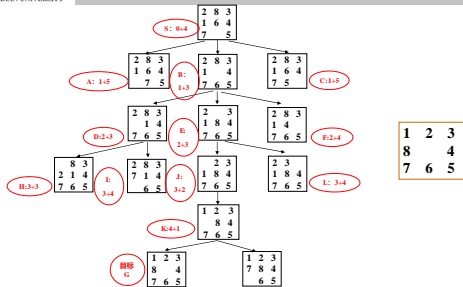 2 8 3
1 6 4
7 5
S: 0+4
2 8 3
1 6 4
7 5
A: 1+5
2 8 3
1 4
7 6 5
B:
1+3
2 8 3
1 6 4
7 5
C:1+5
2 8 3
1 4
7 6 5
D:2+3
2 3
1 8 4
7 6 5
E:
2+3
2 8 3
1 4
7 6 5
F:2+4
1 2 3
8 4
7 6 5
8 3
2 1 4
7 6 5
H:3+3
2 8 3
7 1 4
6 5
I:
3+4
2 3
1 8 4
7 6 5
J:
3+2
2 3
1 8 4
7 6 5
L: 3+4
1 2 3
8 4
7 6 5
K:4+1
目标
G
1 2 3
8 4
7 6 5
1 2 3
7 8 4
6 5